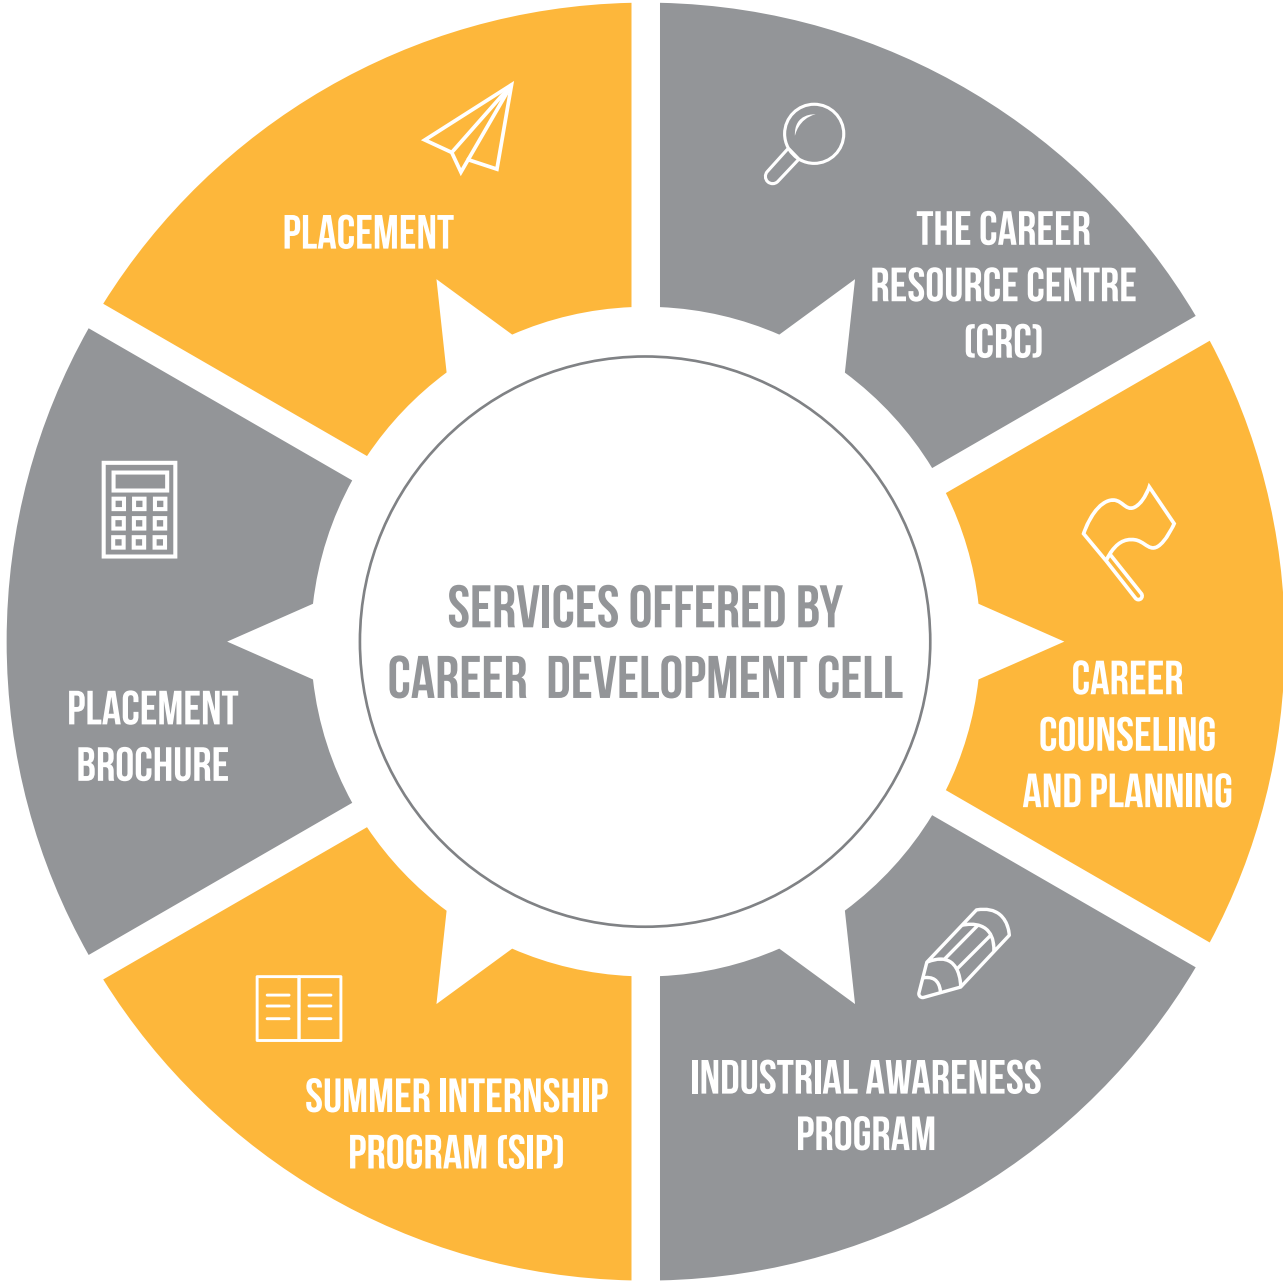 PLACEMENT
THE CAREER
RESOURCE CENTRE
(CRC)
SERVICES OFFERED BY
CAREER DEVELOPMENT CELL
CAREER
COUNSELING
AND PLANNING
PLACEMENT
BROCHURE
SUMMER INTERNSHIP
PROGRAM (SIP)
INDUSTRIAL AWARENESS
PROGRAM